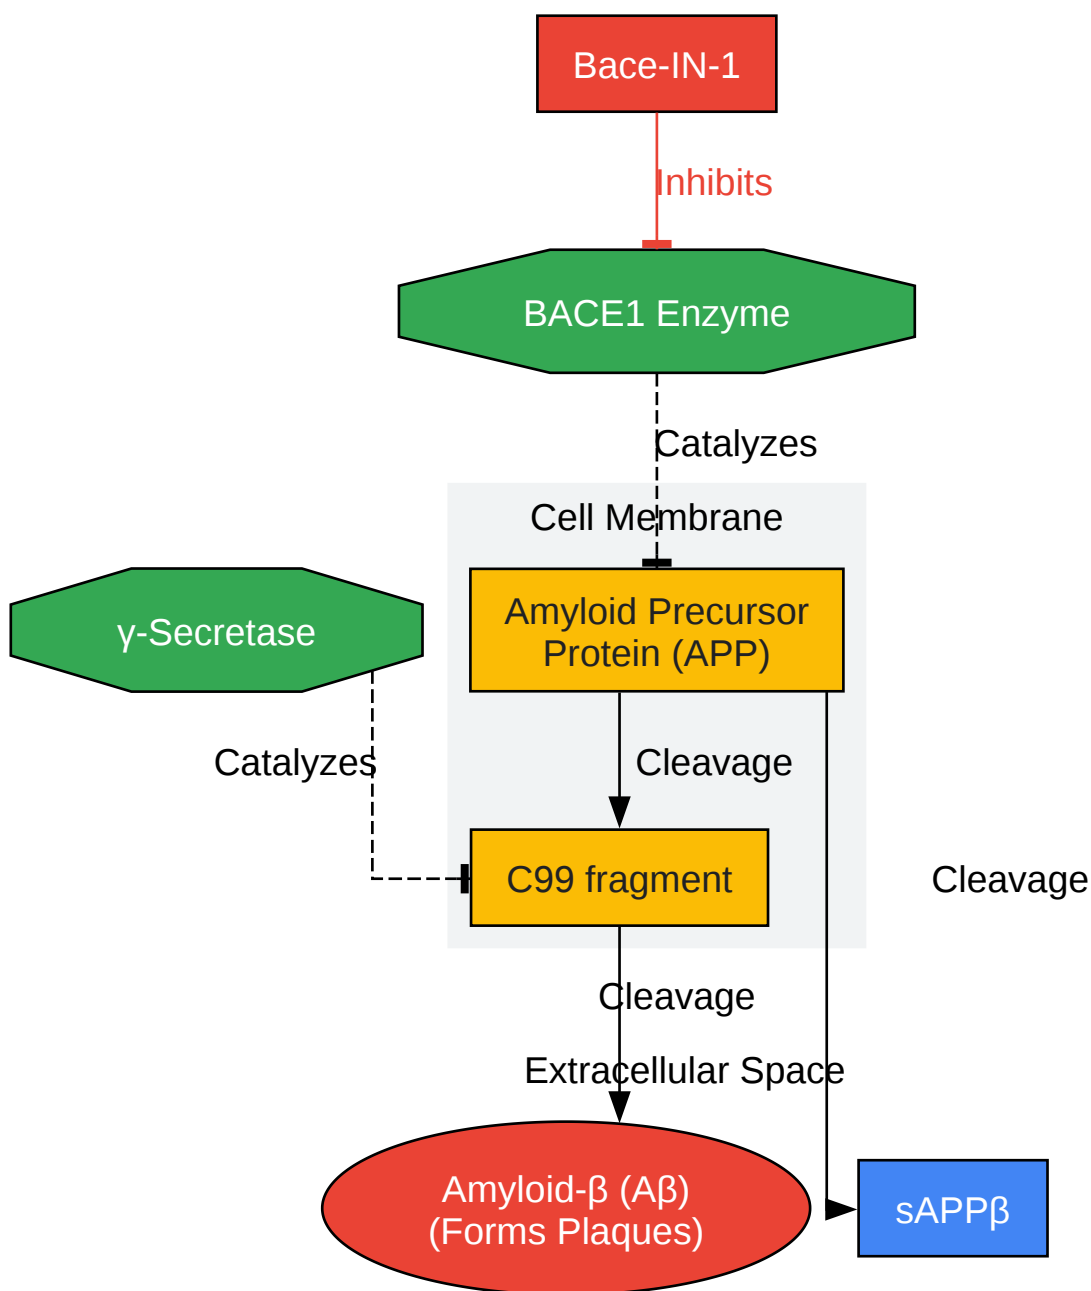 Bace-IN-1
Inhibits
BACE1 Enzyme
Catalyzes
Cell Membrane
Amyloid Precursor
Protein (APP)
γ-Secretase
Catalyzes
Cleavage
C99 fragment
Cleavage
Cleavage
Extracellular Space
Amyloid-β (Aβ)
(Forms Plaques)
sAPPβ